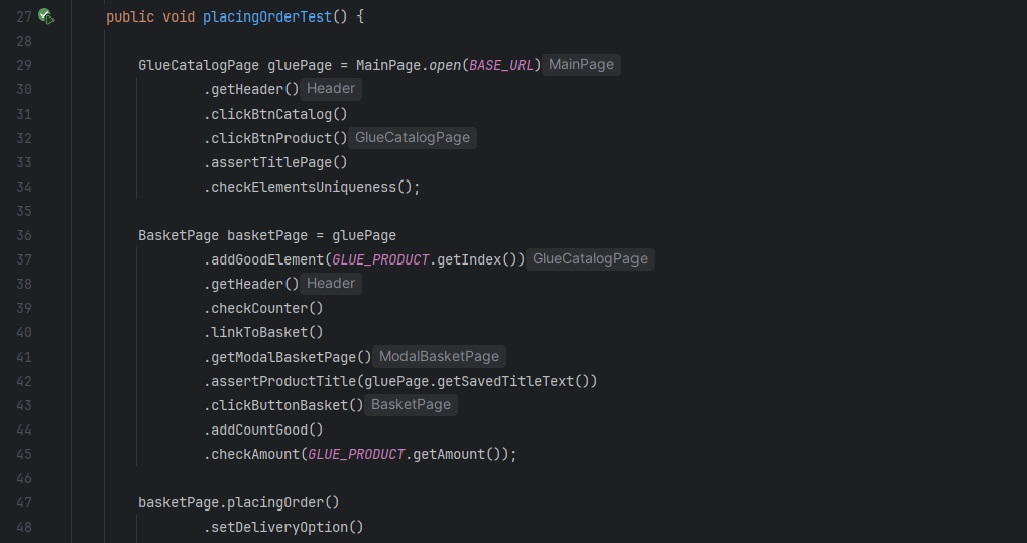 27 public void placingOrderTest() {
28
29 GlueCatalogPage gluePage = MainPage.open(BASE_URL) MainPage
30 .getHeader() Header
31 .clickBtnCatalog()
32 .clickBtnProduct() GlueCatalogPage
33 .assertTitlePage()
34 .checkElementsUniqueness();
35
36 BasketPage basketPage = gluePage
37 .addGoodElement(GLUE_PRODUCT.getIndex()) GlueCatalogPage
38 .getHeader() Header
39 .checkCounter()
40 .linkToBasket()
41 .getModalBasketPage() ModalBasketPage
42 .assertProductTitle(gluePage.getSavedTitleText())
43 .clickButtonBasket() BasketPage
44 .addCountGood()
45 .checkAmount(GLUE_PRODUCT.getAmount());
46
47 basketPage.placingOrder()
48 .setDeliveryOption()